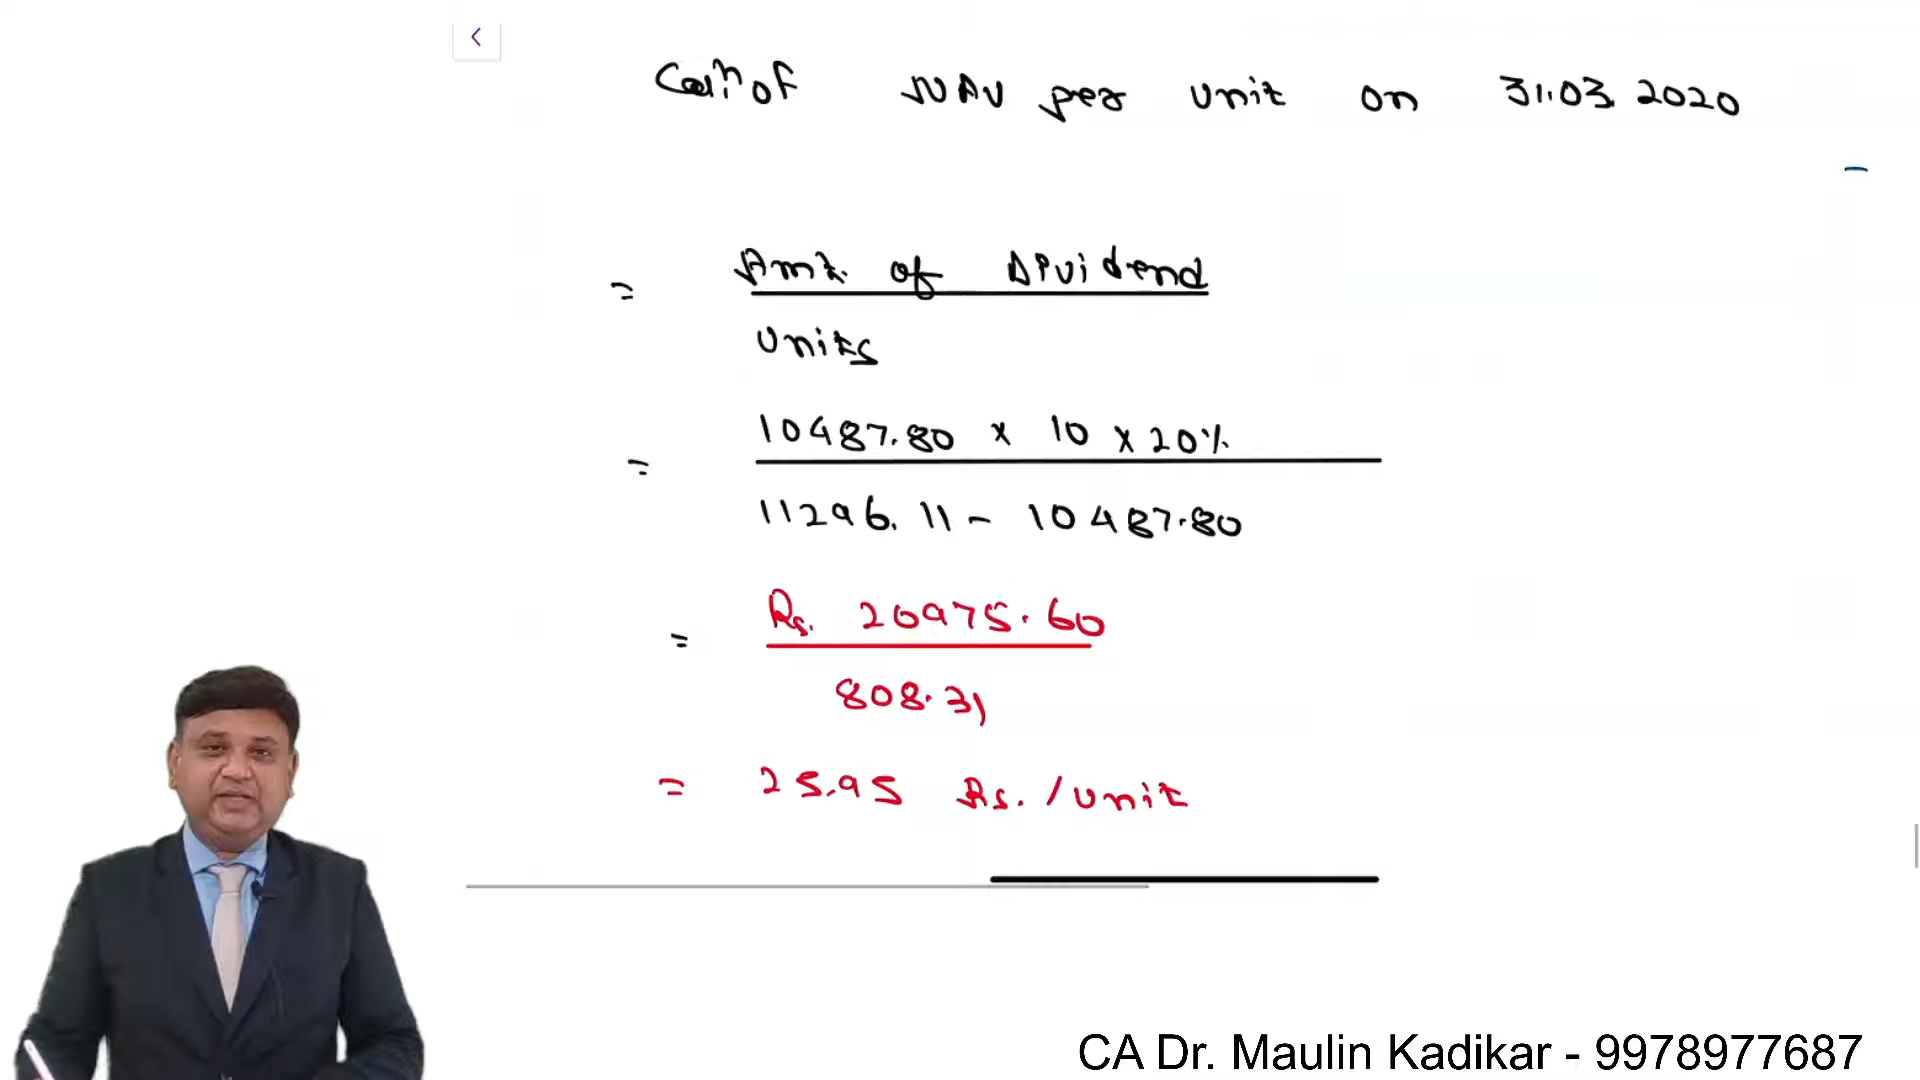 Caln of NAV per unit on 31.03.2020
= Amt. of Dividend
Units
= 10487.80 x 10 x 20%
11296.11 - 10487.80
= Rs. 20975.60
808.31
= 25.95 Rs. / unit
CA Dr. Maulin Kadikar - 9978977687